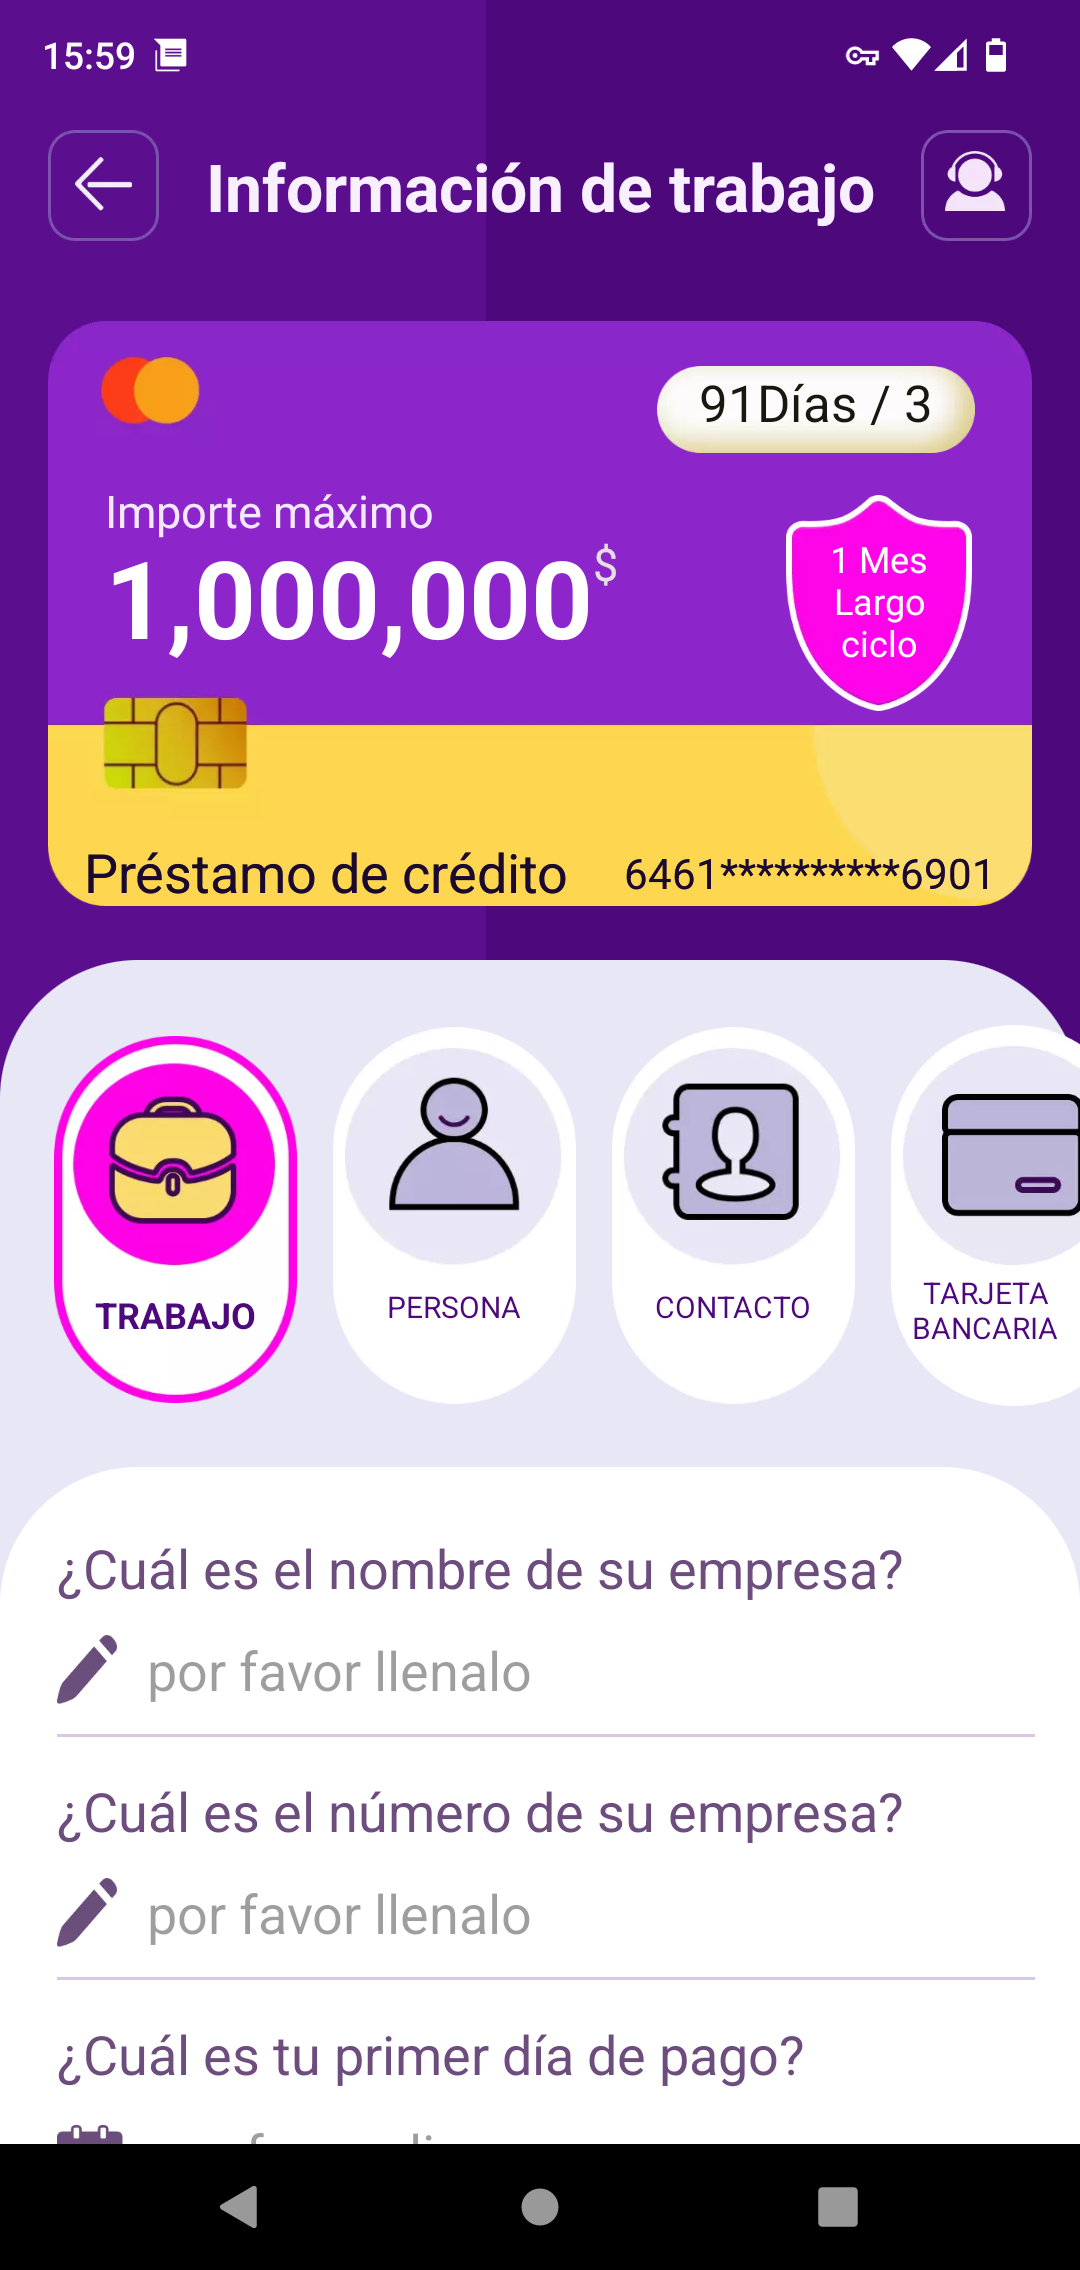 15:59
Información de trabajo
91Días / 3
Importe máximo
1,000,000$
1 Mes
Largo
ciclo
Préstamo de crédito
6461**********6901
TRABAJO
PERSONA
CONTACTO
TARJETA
BANCARIA
¿Cuál es el nombre de su empresa?
por favor llenalo
¿Cuál es el número de su empresa?
por favor llenalo
¿Cuál es tu primer día de pago?